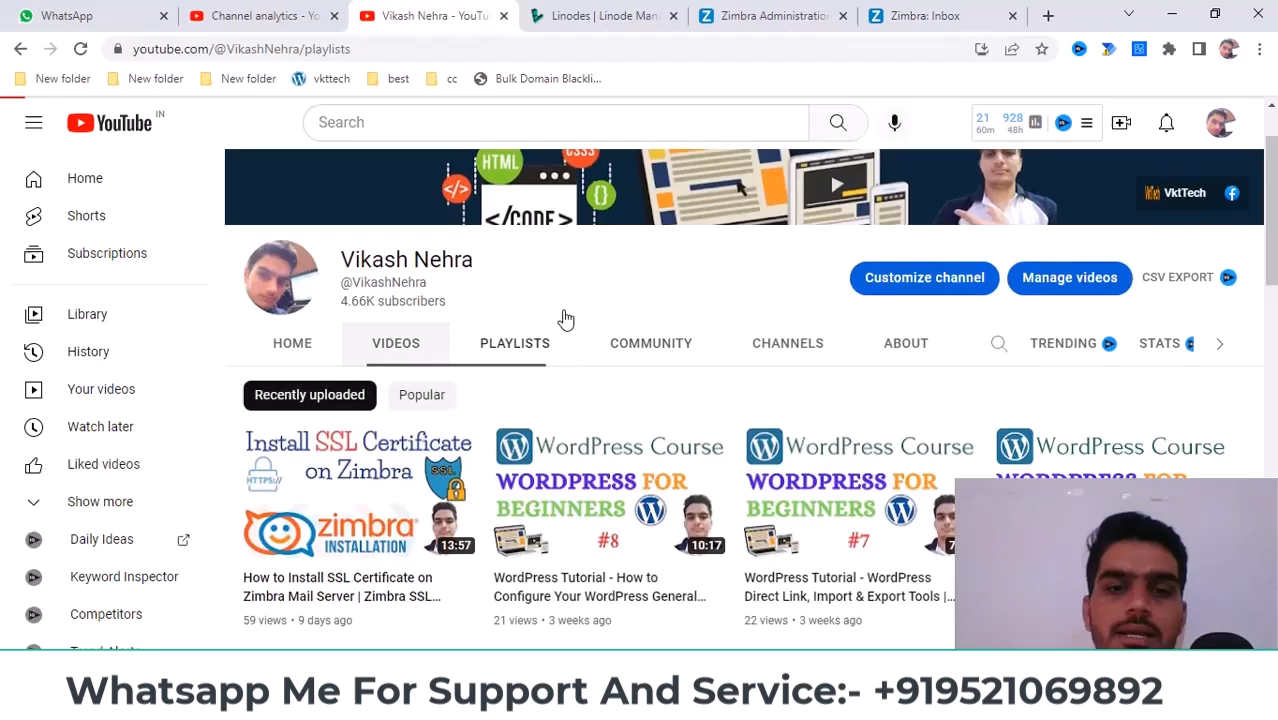 WhatsApp
Channel analytics - Yo
Vikash Nehra - YouTu
Linodes | Linode Man
Zimbra Administration
Zimbra: Inbox
youtube.com/@VikashNehra/playlists
New folder
New folder
New folder
vkttech
best
cc
Bulk Domain Blackli...
YouTube IN
Search
21 928
60m 48h
Home
Shorts
Subscriptions
Library
History
Your videos
Watch later
Liked videos
Show more
Daily Ideas
Keyword Inspector
Competitors
HTML
CSS3
</>
{}
</CODE>
VktTech
Vikash Nehra
@VikashNehra
4.66K subscribers
Customize channel
Manage videos
CSV EXPORT
HOME
VIDEOS
PLAYLISTS
COMMUNITY
CHANNELS
ABOUT
TRENDING
STATS
Recently uploaded
Popular
Install SSL Certificate
on Zimbra
HTTPS://
SSL
zimbra
INSTALLATION
13:57
How to Install SSL Certificate on
Zimbra Mail Server | Zimbra SSL...
59 views • 9 days ago
WordPress Course
WORDPRESS FOR
BEGINNERS
#8
10:17
WordPress Tutorial - How to
Configure Your WordPress General...
21 views • 3 weeks ago
WordPress Course
WORDPRESS FOR
BEGINNERS
#7
WordPress Tutorial - WordPress
Direct Link, Import & Export Tools |...
22 views • 3 weeks ago
WordPress Course
Whatsapp Me For Support And Service:- +919521069892